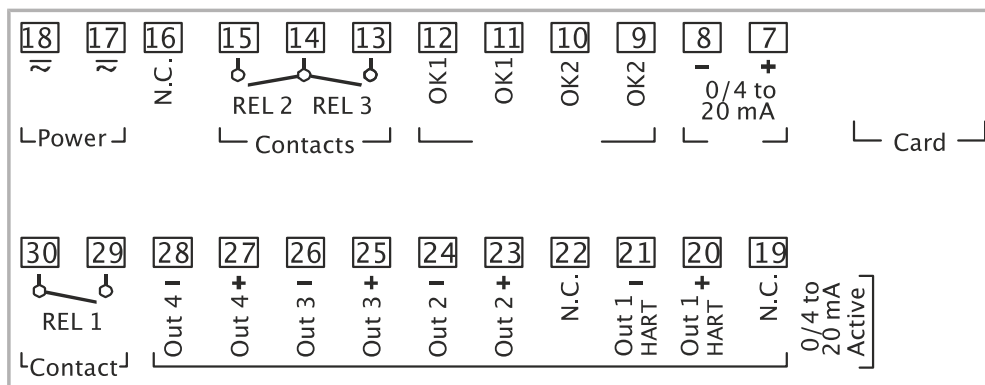 18 17 16 15 14 13 12 11 10 9 8 7
≂ ≂ N.C. OK1 OK1 OK2 OK2 − +
REL 2 REL 3 0/4 to
20 mA
Power Contacts Card
30 29 28 27 26 25 24 23 22 21 20 19
Out 4 − Out 4 + Out 3 − Out 3 + Out 2 − Out 2 + N.C. Out 1 − Out 1 + N.C.
HART HART
REL 1
0/4 to
20 mA
Active
Contact